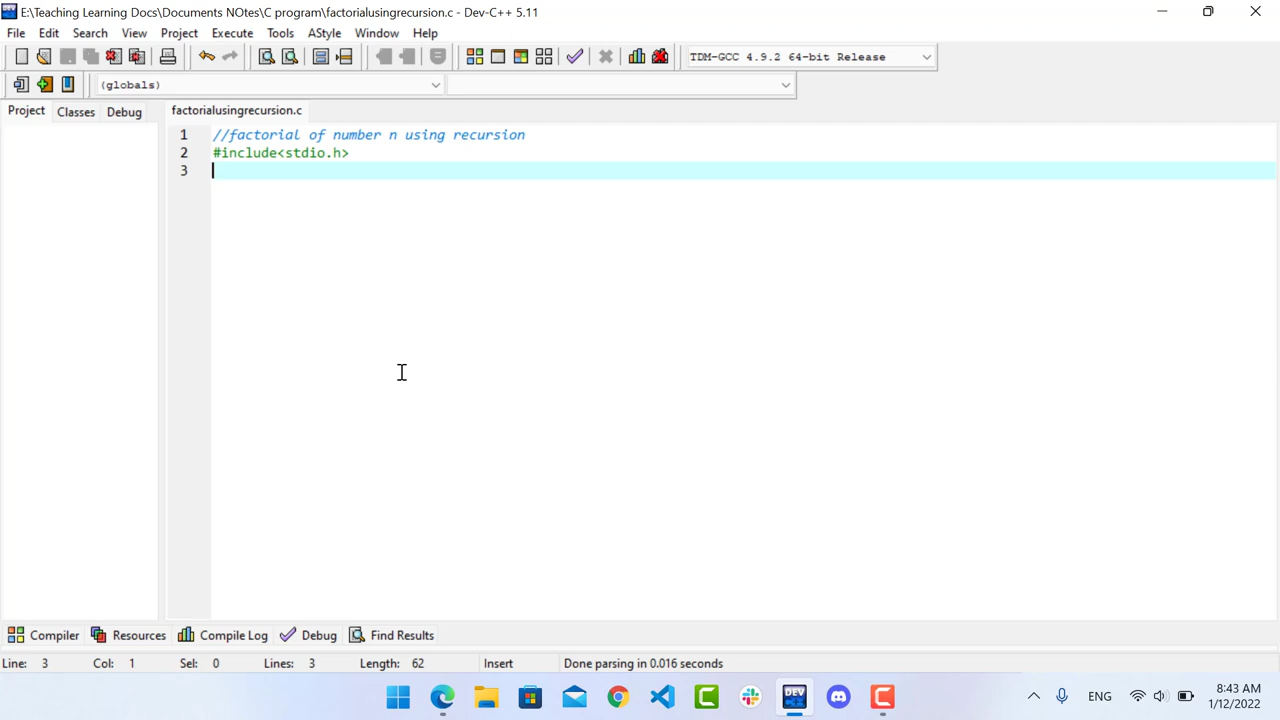 E:\Teaching Learning Docs\Documents NOtes\C program\factorialusingrecursion.c - Dev-C++ 5.11
File Edit Search View Project Execute Tools AStyle Window Help
TDM-GCC 4.9.2 64-bit Release
(globals)
Project Classes Debug factorialusingrecursion.c
1 //factorial of number n using recursion
2 #include<stdio.h>
3
Compiler Resources Compile Log Debug Find Results
Line: 3 Col: 1 Sel: 0 Lines: 3 Length: 62 Insert Done parsing in 0.016 seconds
DEV
ENG
8:43 AM
1/12/2022